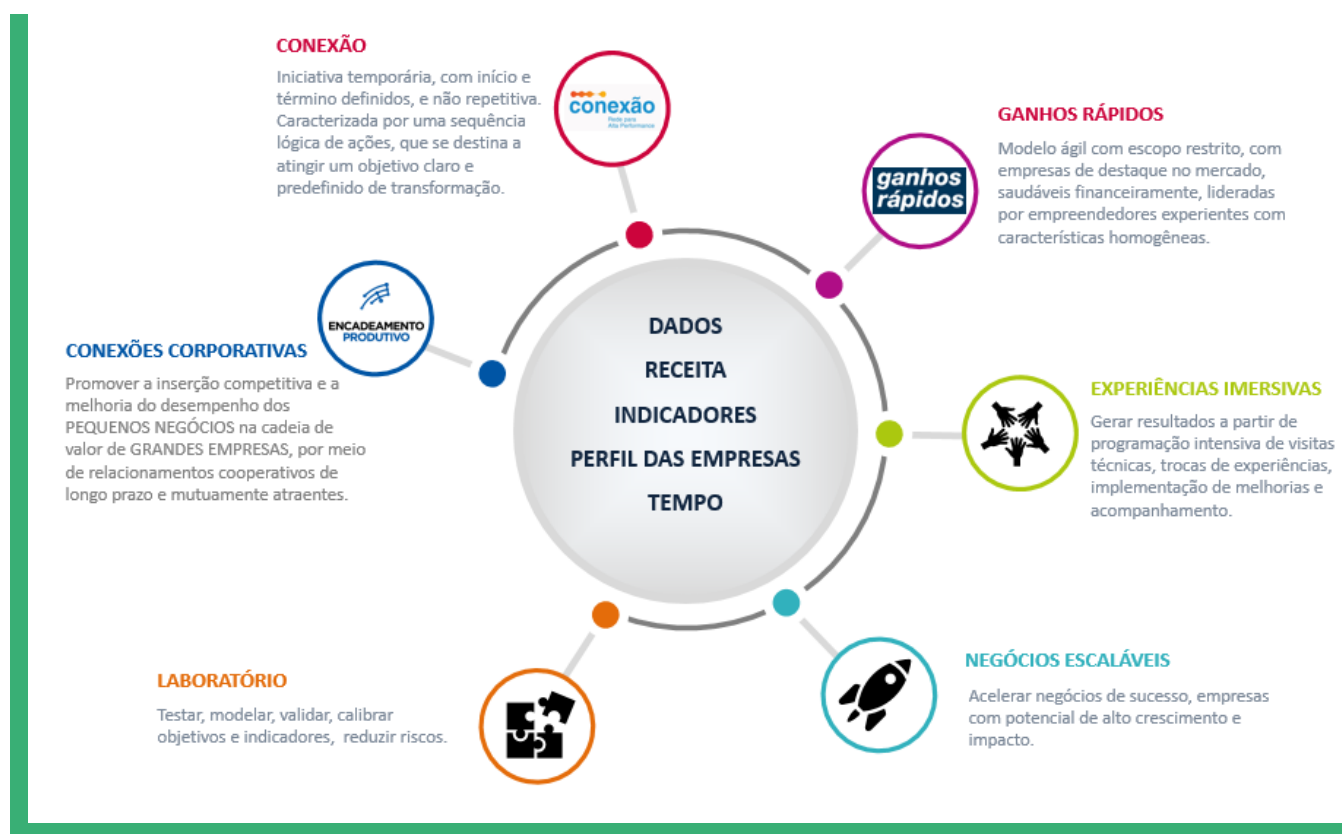 CONEXÃO
Iniciativa temporária, com início e
término definidos, e não repetitiva.
Caracterizada por uma sequência
lógica de ações, que se destina a
atingir um objetivo claro e
predefinido de transformação.
conexão
Rede para
Alta Performance
GANHOS RÁPIDOS
Modelo ágil com escopo restrito, com
empresas de destaque no mercado,
saudáveis financeiramente, lideradas
por empreendedores experientes com
características homogêneas.
ganhos
rápidos
ENCADEAMENTO
PRODUTIVO
CONEXÕES CORPORATIVAS
Promover a inserção competitiva e a
melhoria do desempenho dos
PEQUENOS NEGÓCIOS na cadeia de
valor de GRANDES EMPRESAS, por meio
de relacionamentos cooperativos de
longo prazo e mutuamente atraentes.
DADOS
RECEITA
INDICADORES
PERFIL DAS EMPRESAS
TEMPO
EXPERIÊNCIAS IMERSIVAS
Gerar resultados a partir de
programação intensiva de visitas
técnicas, trocas de experiências,
implementação de melhorias e
acompanhamento.
LABORATÓRIO
Testar, modelar, validar, calibrar
objetivos e indicadores, reduzir riscos.
NEGÓCIOS ESCALÁVEIS
Acelerar negócios de sucesso, empresas
com potencial de alto crescimento e
impacto.